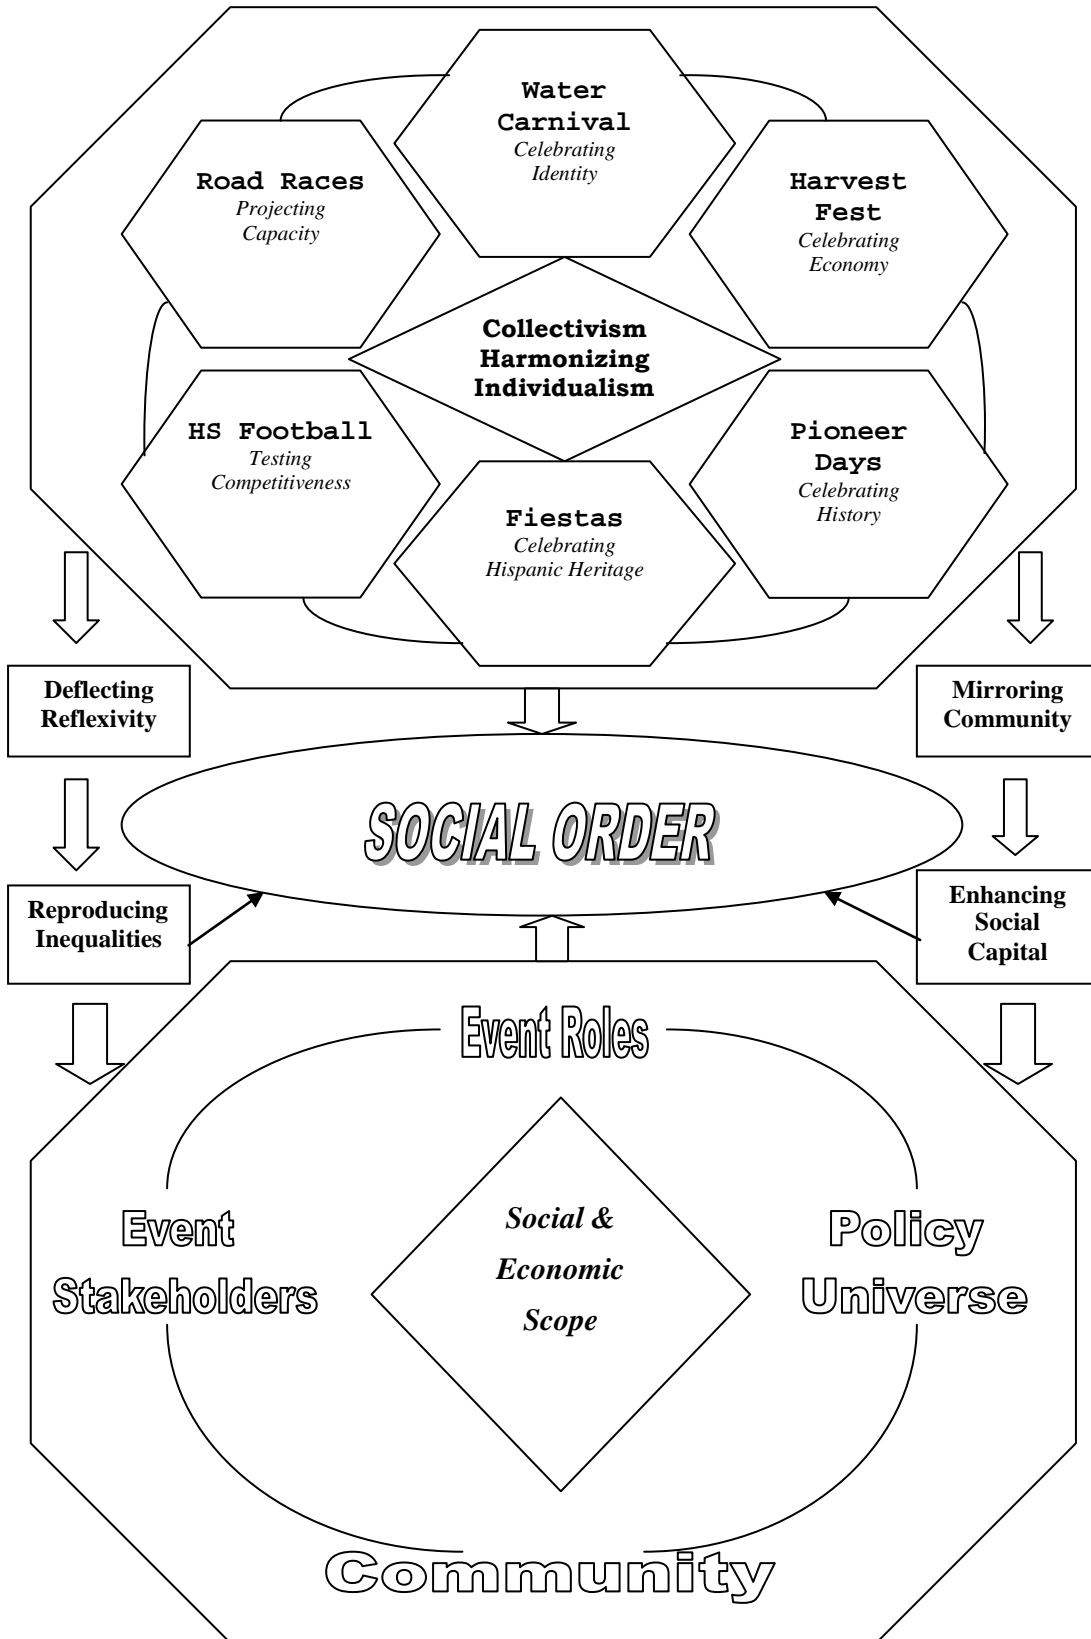 Water
Carnival
Celebrating
Identity
Road Races
Projecting
Capacity
Harvest
Fest
Celebrating
Economy
Collectivism
Harmonizing
Individualism
HS Football
Testing
Competitiveness
Pioneer
Days
Celebrating
History
Fiestas
Celebrating
Hispanic Heritage
Deflecting
Reflexivity
Mirroring
Community
SOCIAL ORDER
Reproducing
Inequalities
Enhancing
Social
Capital
Event Roles
Event
Stakeholders
Social &
Economic
Scope
Policy
Universe
Community